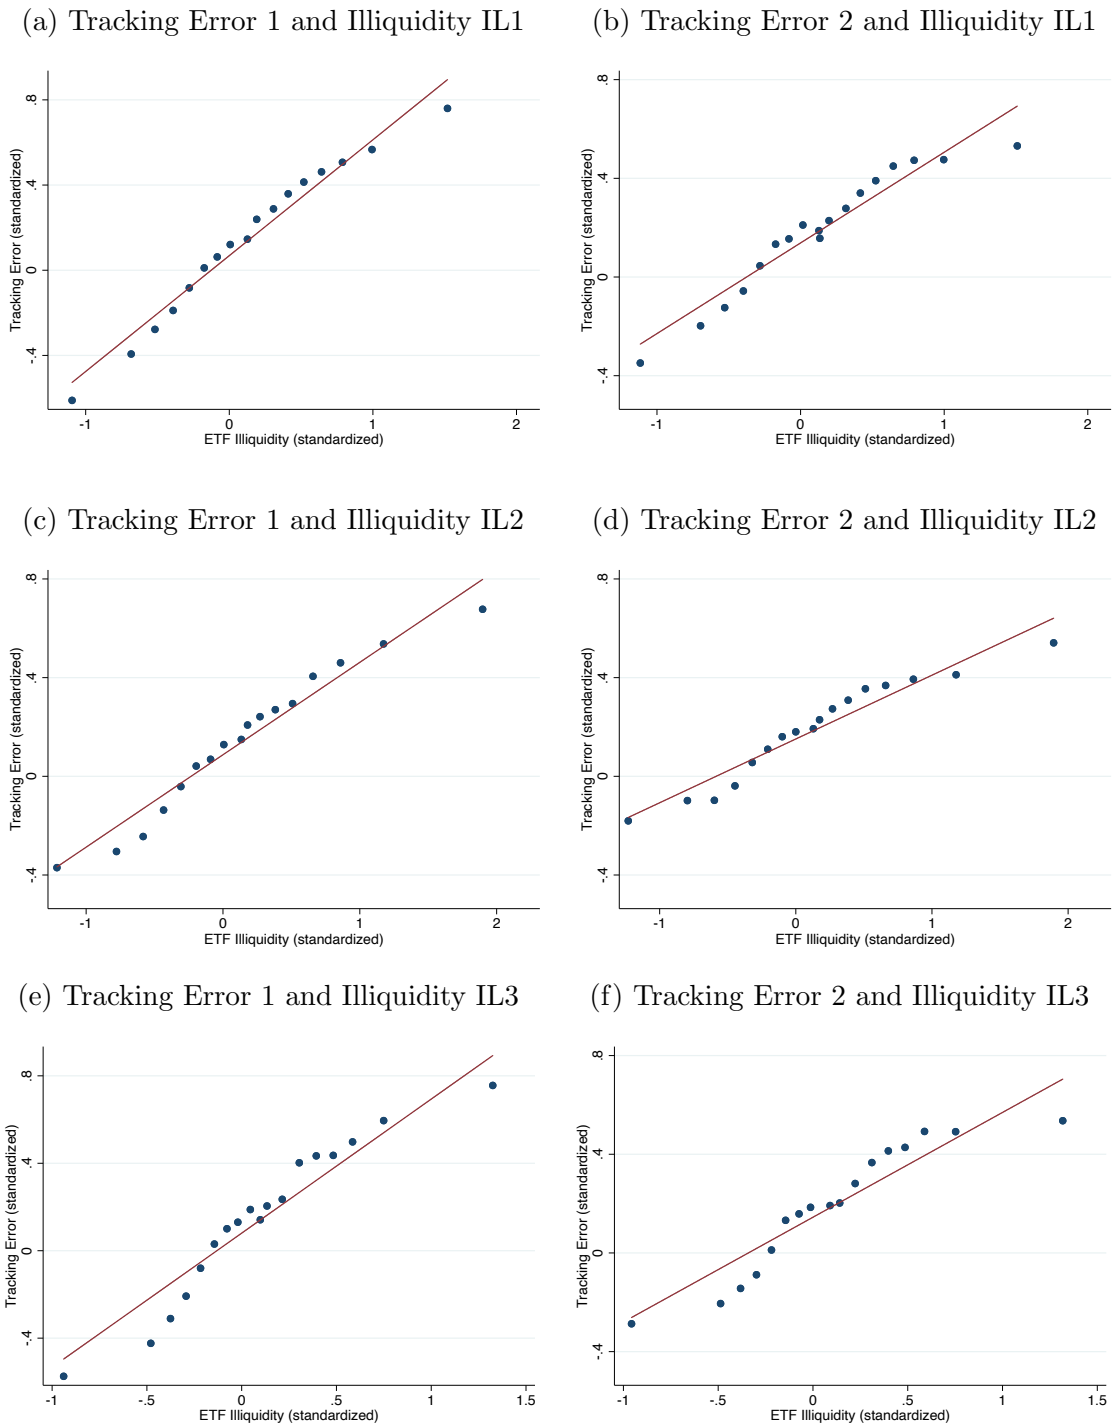 (a) Tracking Error 1 and Illiquidity IL1
Tracking Error (standardized)
.8
.4
0
-.4
-1 0 1 2
ETF Illiquidity (standardized)
(b) Tracking Error 2 and Illiquidity IL1
Tracking Error (standardized)
.8
.4
0
-.4
-1 0 1 2
ETF Illiquidity (standardized)
(c) Tracking Error 1 and Illiquidity IL2
Tracking Error (standardized)
.8
.4
0
-.4
-1 0 1 2
ETF Illiquidity (standardized)
(d) Tracking Error 2 and Illiquidity IL2
Tracking Error (standardized)
.8
.4
0
-.4
-1 0 1 2
ETF Illiquidity (standardized)
(e) Tracking Error 1 and Illiquidity IL3
Tracking Error (standardized)
.8
.4
0
-.4
-1 -.5 0 .5 1 1.5
ETF Illiquidity (standardized)
(f) Tracking Error 2 and Illiquidity IL3
Tracking Error (standardized)
.8
.4
0
-.4
-1 -.5 0 .5 1 1.5
ETF Illiquidity (standardized)